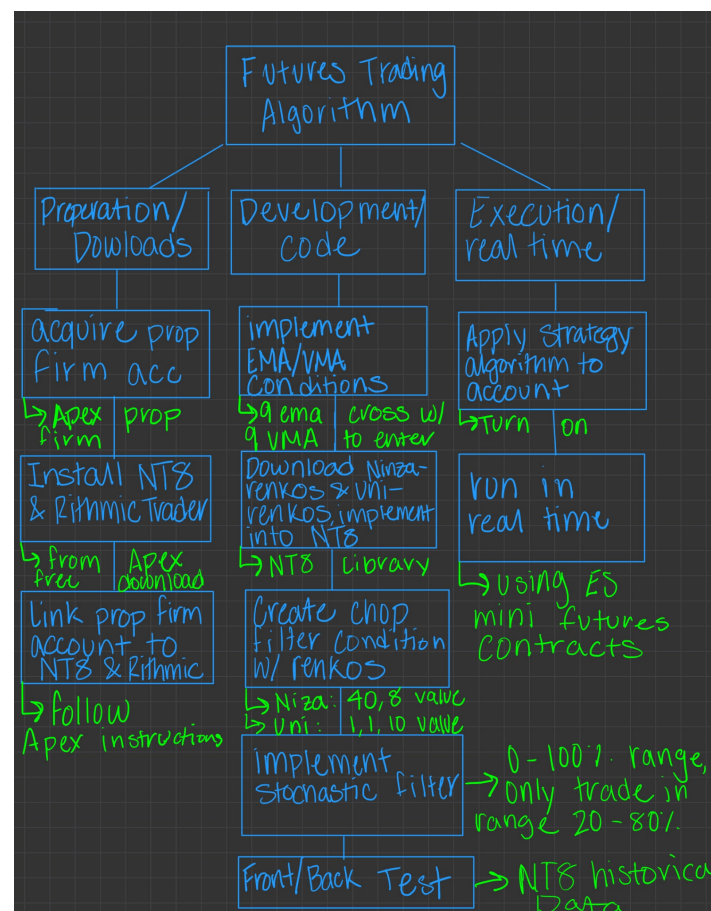 Futures Trading
Algorithm
Preparation/
Dowloads
acquire prop
firm acc
↳ Apex prop
firm
Install NT8
& Rithmic Trader
↳ from Apex
free download
Link prop firm
account to
NT8 & Rithmic
↳ follow
Apex instructions
Development/
code
implement
EMA/VMA
Conditions
↳ 9 ema cross w/
9 VMA to enter
Download Ninza-
renkos & uni-
renkos, implement
into NT8
↳ NT8 Library
Create chop
filter condition
w/ renkos
↳ Niza: 40,8 value
↳ Uni: 1,1,10 value
implement
stochastic filter
→ 0-100% range,
only trade in
range 20-80%.
Front/Back Test
→ NT8 historica
Data
Execution/
real time
Apply strategy
algorithm to
account
↳ Turn on
run in
real time
↳ using ES
mini futures
contracts